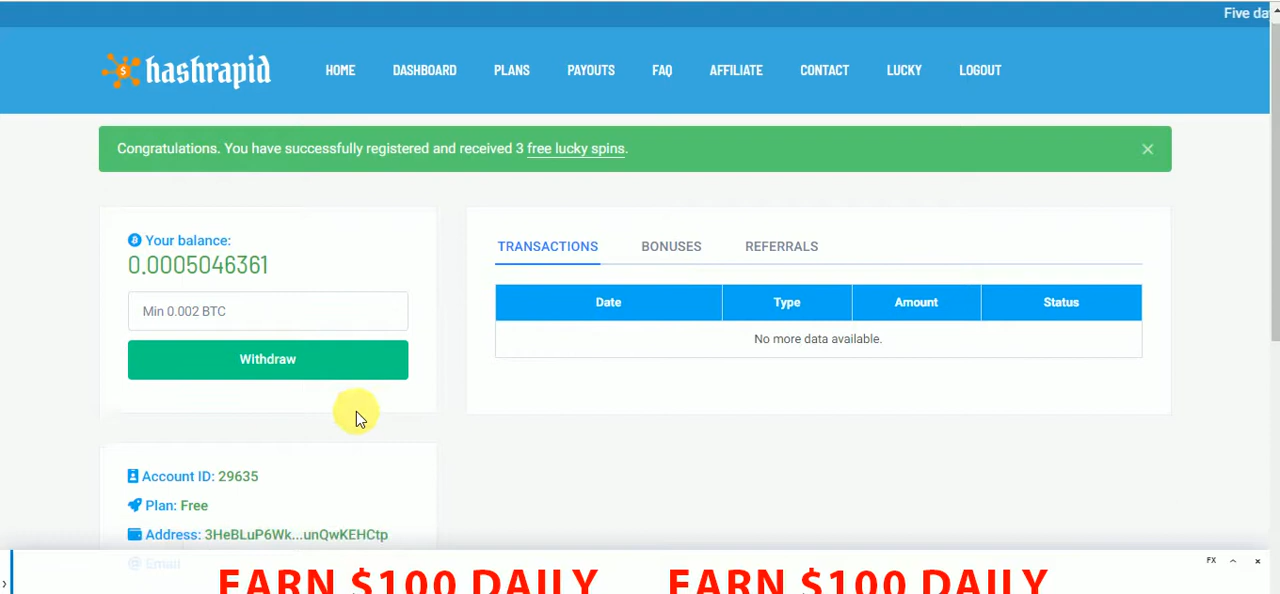 Five da
hashrapid
HOME DASHBOARD PLANS PAYOUTS FAQ AFFILIATE CONTACT LUCKY LOGOUT
Congratulations. You have successfully registered and received 3 free lucky spins.
Your balance:
0.0005046361
Min 0.002 BTC
Withdraw
TRANSACTIONS BONUSES REFERRALS
Date Type Amount Status
No more data available.
Account ID: 29635
Plan: Free
Address: 3HeBLuP6Wk...unQwKEHCtp
Email
FX
EARN $100 DAILY EARN $100 DAILY